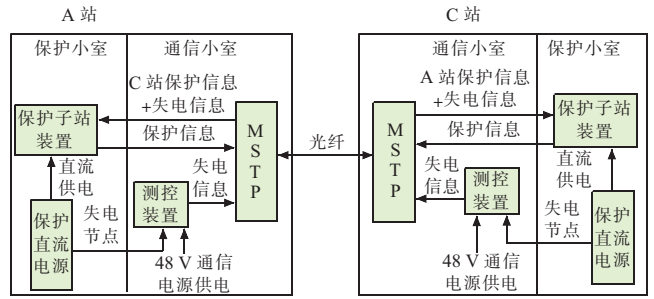 A 站
C 站
保护小室
通信小室
通信小室
保护小室
C 站保护信息
+失电信息
A 站保护信息
+失电信息
保护子站
装置
保护信息
MSTP
光纤
MSTP
保护信息
保护子站
装置
直流
供电
失电
信息
测控
装置
失电
信息
测控
装置
直流
供电
保护
直流
电源
失电
节点
48 V 通信
电源供电
48 V 通信
电源供电
失电
节点
保护
直流
电源